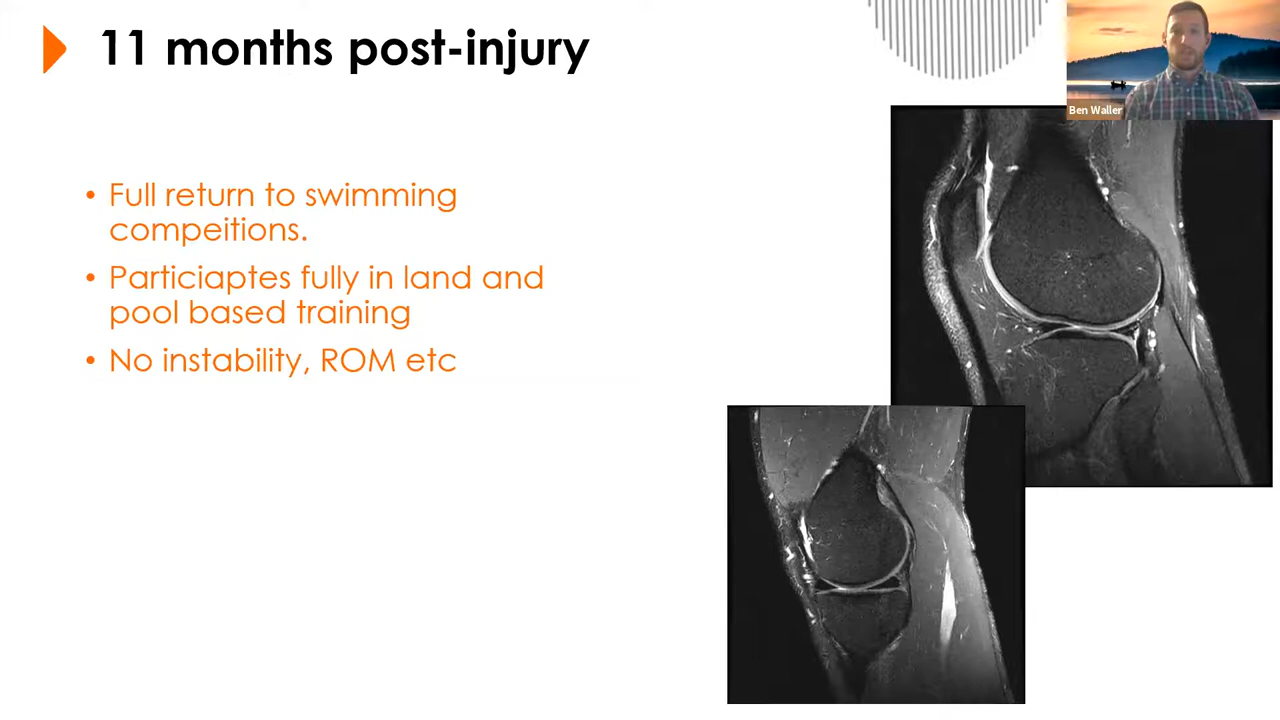 11 months post-injury
Ben Waller
• Full return to swimming
compeitions.
• Particiaptes fully in land and
pool based training
• No instability, ROM etc